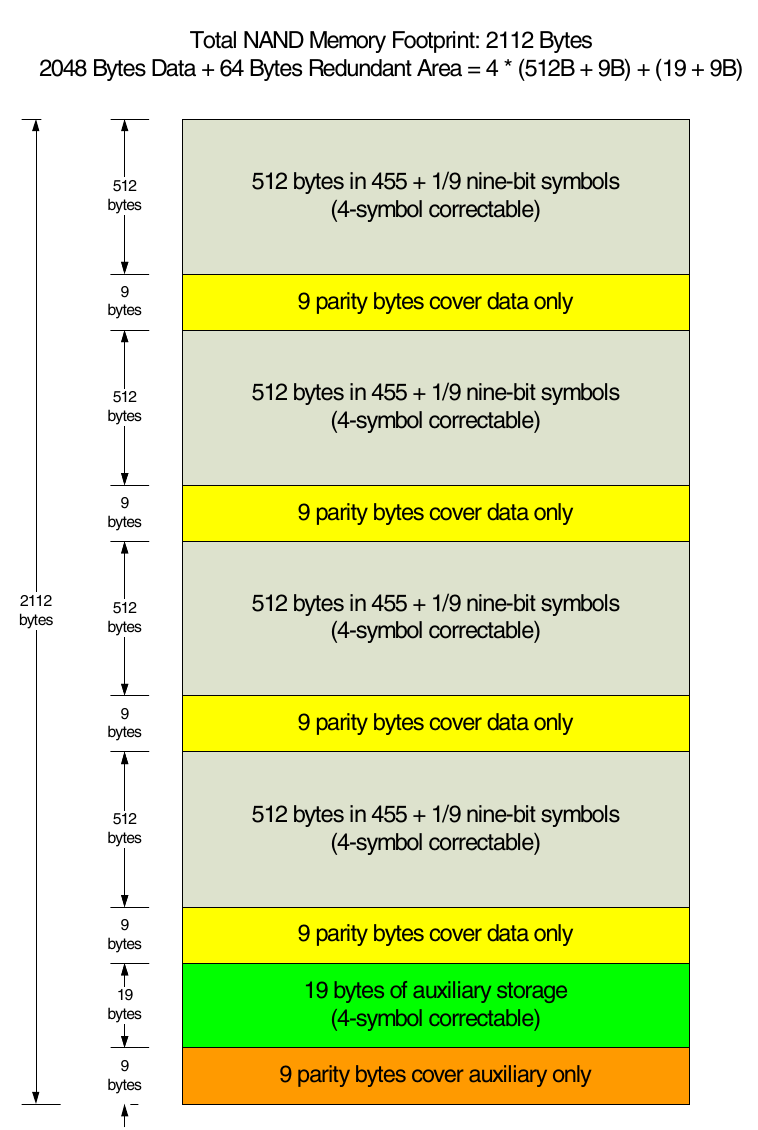 Total NAND Memory Footprint: 2112 Bytes
2048 Bytes Data + 64 Bytes Redundant Area = 4 * (512B + 9B) + (19 + 9B)
512
bytes
512 bytes in 455 + 1/9 nine-bit symbols
(4-symbol correctable)
9
bytes
9 parity bytes cover data only
512
bytes
512 bytes in 455 + 1/9 nine-bit symbols
(4-symbol correctable)
9
bytes
9 parity bytes cover data only
2112
bytes
512
bytes
512 bytes in 455 + 1/9 nine-bit symbols
(4-symbol correctable)
9
bytes
9 parity bytes cover data only
512
bytes
512 bytes in 455 + 1/9 nine-bit symbols
(4-symbol correctable)
9
bytes
9 parity bytes cover data only
19
bytes
19 bytes of auxiliary storage
(4-symbol correctable)
9
bytes
9 parity bytes cover auxiliary only